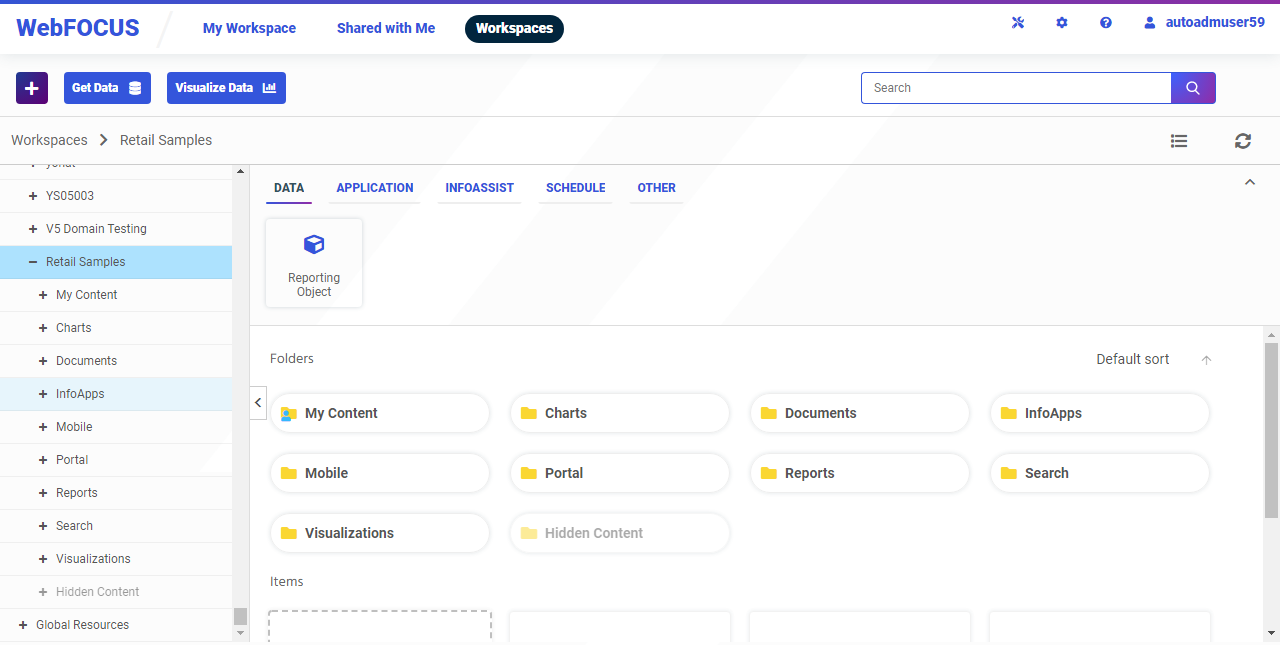 WebFOCUS
My Workspace
Shared with Me
Workspaces
autoadmuser59
Get Data
Visualize Data
Search
Workspaces
Retail Samples
YS05003
V5 Domain Testing
Retail Samples
My Content
Charts
Documents
InfoApps
Mobile
Portal
Reports
Search
Visualizations
Hidden Content
Global Resources
DATA
APPLICATION
INFOASSIST
SCHEDULE
OTHER
Reporting
Object
Folders
Default sort
My Content
Charts
Documents
InfoApps
Mobile
Portal
Reports
Search
Visualizations
Hidden Content
Items